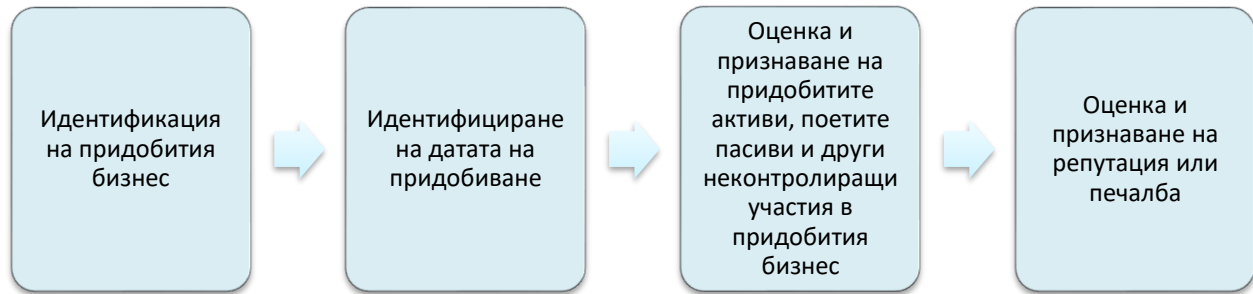 Идентификация
на придобития
бизнес
Идентифициране
на датата на
придобиване
Оценка и
признаване на
придобитите
активи, поетите
пасиви и други
неконтролиращи
участия в
придобития
бизнес
Оценка и
признаване на
репутация или
печалба